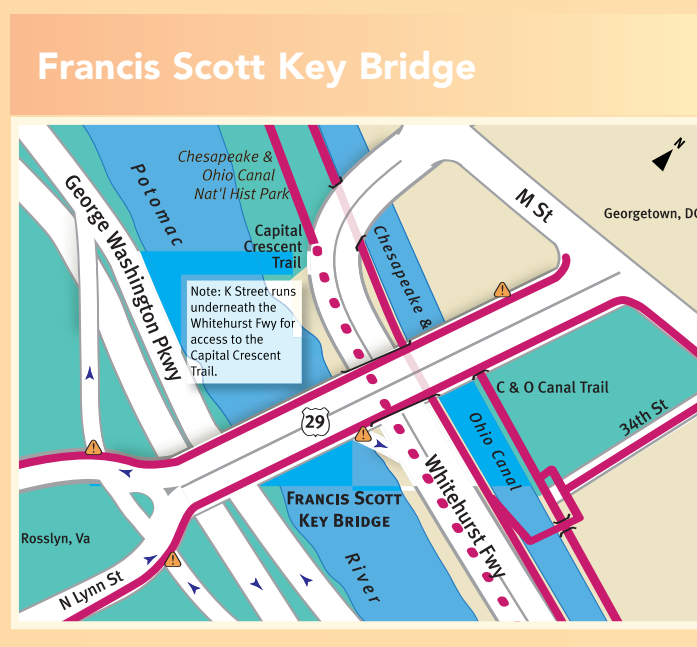 Francis Scott Key Bridge
N
Chesapeake &
Ohio Canal
Nat'l Hist Park
Potomac
George Washington Pkwy
M St
Georgetown, DC
Capital
Crescent
Trail
Chesapeake &
Note: K Street runs
underneath the
Whitehurst Fwy for
access to the
Capital Crescent
Trail.
C & O Canal Trail
29
34th St
Ohio Canal
Whitehurst Fwy
FRANCIS SCOTT
KEY BRIDGE
Rosslyn, Va
River
N Lynn St